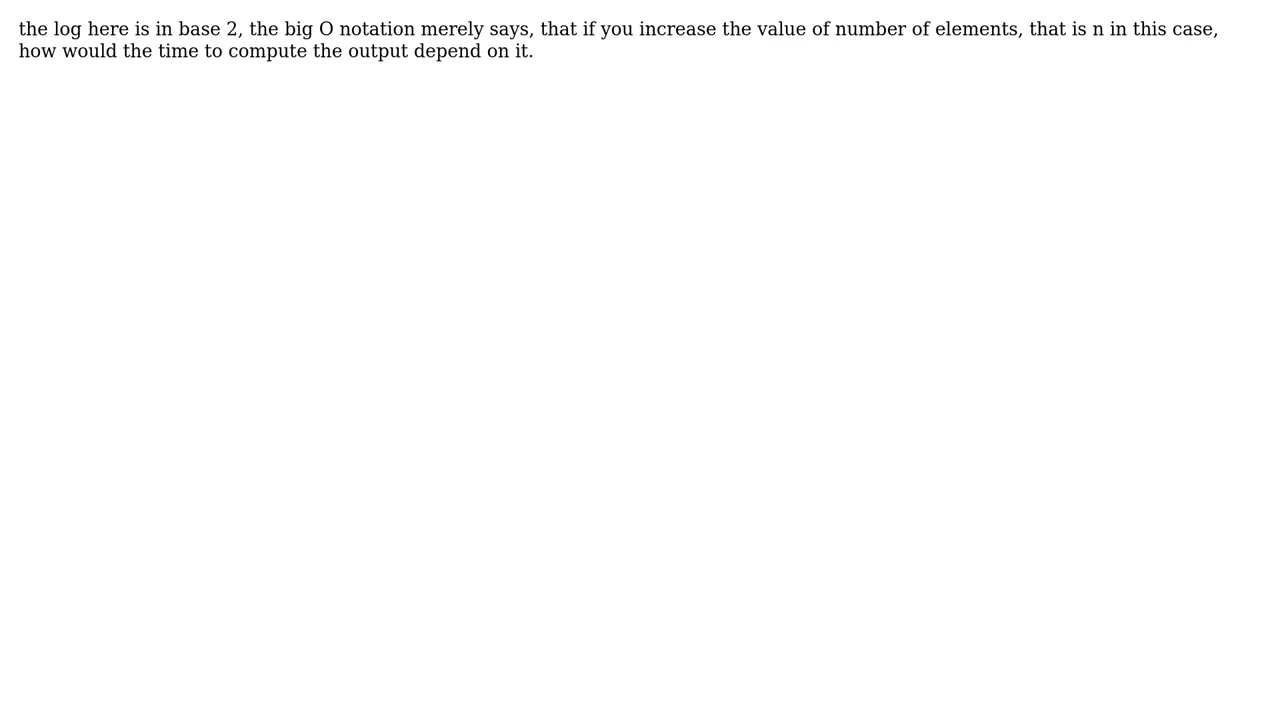 the log here is in base 2, the big O notation merely says, that if you increase the value of number of elements, that is n in this case,
how would the time to compute the output depend on it.